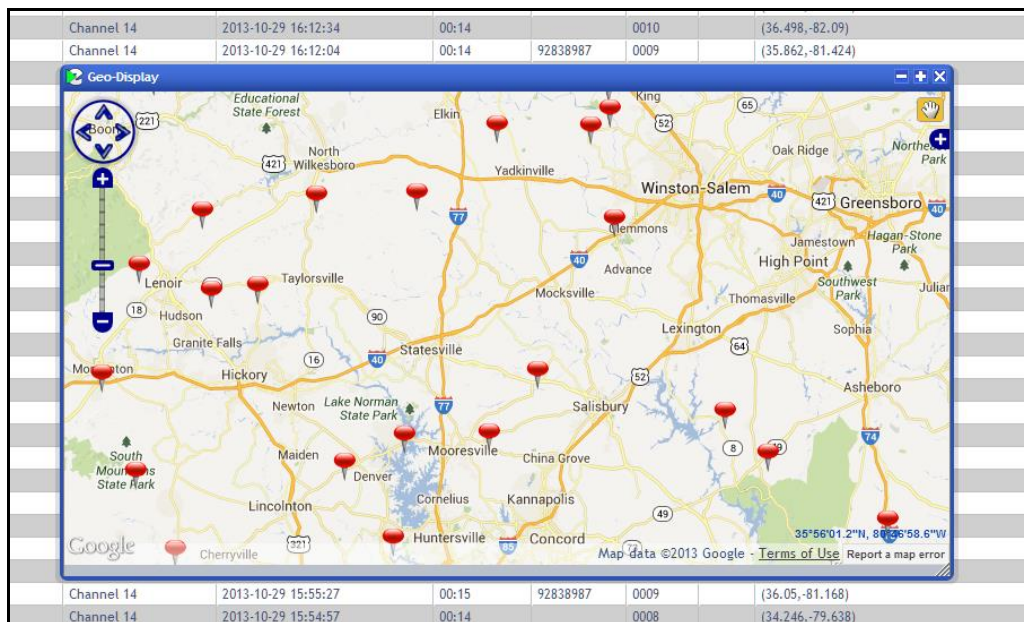 Channel 14 2013-10-29 16:12:34 00:14 0010 (36.498,-82.09)
Channel 14 2013-10-29 16:12:04 00:14 92838987 0009 (35.862,-81.424)
Geo-Display
Educational
State Forest
Elkin
King
65
Boon
221
52
421
North
Wilkesboro
Oak Ridge
Yadkinville
Park
Winston-Salem
40
421
Greensboro
40
77
Clemmons
Jamestown
Hagan-Stone
Park
40
High Point
Lenoir
Taylorsville
Advance
Southwest
Park
Julian
Mocksville
Thomasville
18
Hudson
90
Lexington
Sophia
Granite Falls
Statesville
64
16
40
Hickory
52
Asheboro
Newton
Lake Norman
State Park
77
Salisbury
74
8
Mooresville
South
Mountains
State Park
Maiden
Denver
China Grove
Lincolnton
Cornelius
Kannapolis
49
321
Huntersville
85
Concord
Google
Cherryville
Map data ©2013 Google - Terms of Use Report a map error
Channel 14 2013-10-29 15:55:27 00:15 92838987 0009 (36.05,-81.168)
Channel 14 2013-10-29 15:54:57 00:14 0008 (34.246,-79.638)